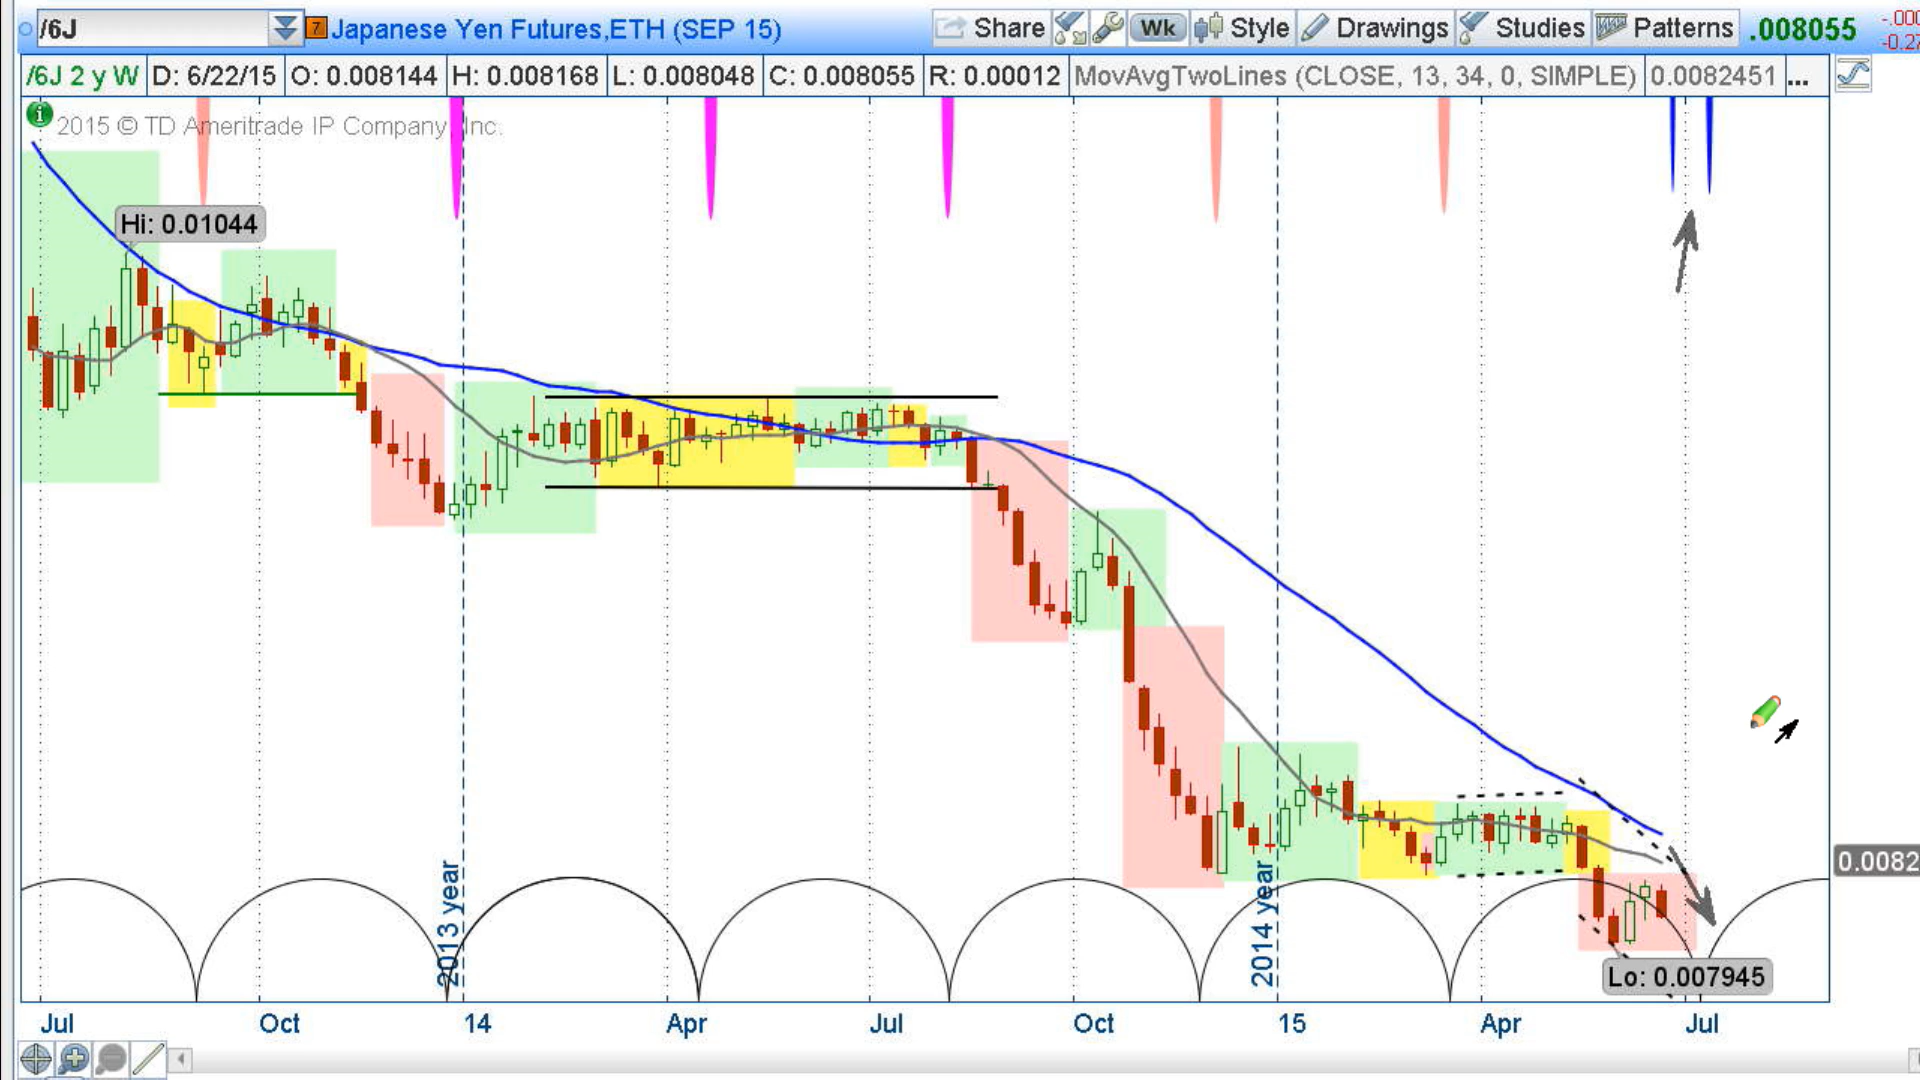 /6J 7 Japanese Yen Futures,ETH (SEP 15) Share Wk Style Drawings Studies Patterns .008055
/6J 2 y W D: 6/22/15 O: 0.008144 H: 0.008168 L: 0.008048 C: 0.008055 R: 0.00012 MovAvgTwoLines (CLOSE, 13, 34, 0, SIMPLE) 0.0082451 ...
2015 © TD Ameritrade IP Company, Inc.
Hi: 0.01044
0.0082
2013 year
2014 year
Lo: 0.007945
Jul Oct 14 Apr Jul Oct 15 Apr Jul